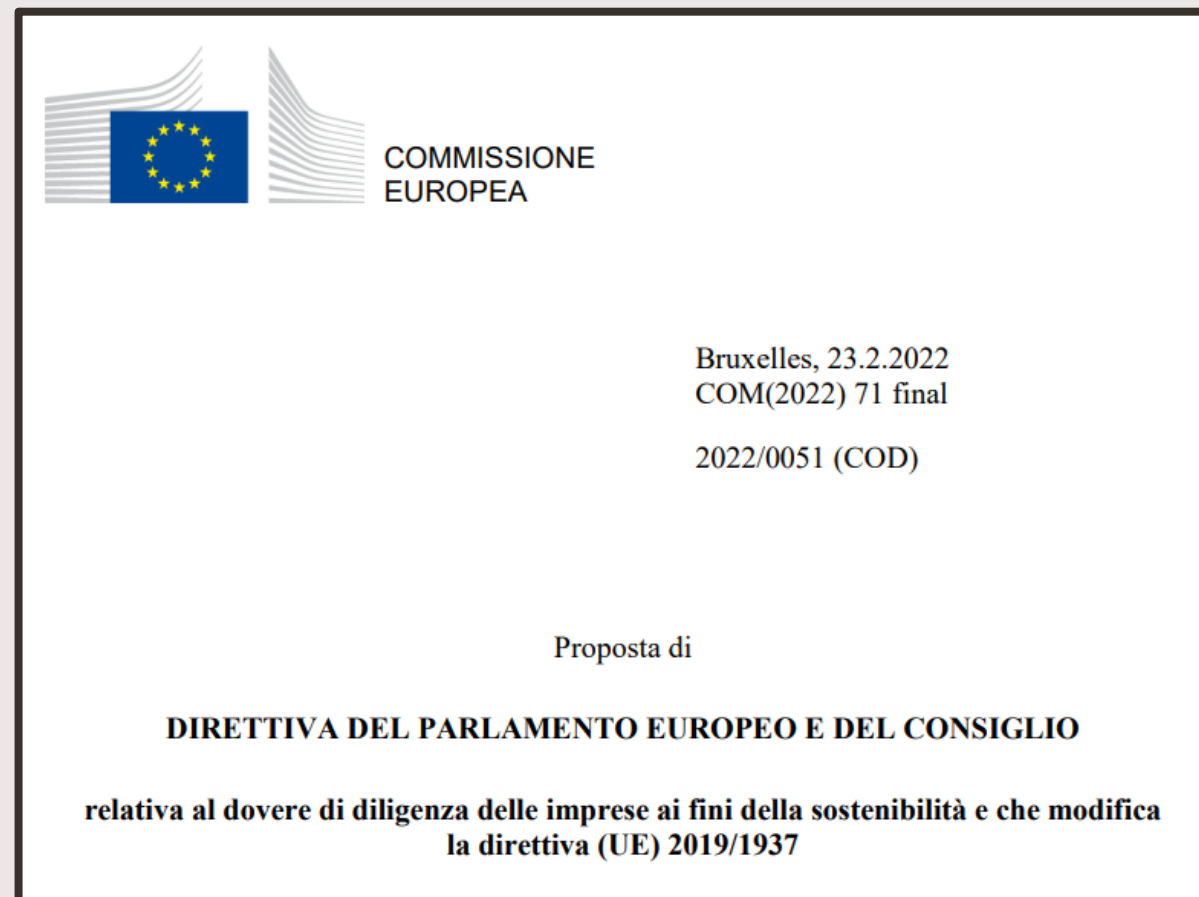 COMMISSIONE
EUROPEA
Bruxelles, 23.2.2022
COM(2022) 71 final
2022/0051 (COD)
Proposta di
DIRETTIVA DEL PARLAMENTO EUROPEO E DEL CONSIGLIO
relativa al dovere di diligenza delle imprese ai fini della sostenibilità e che modifica
la direttiva (UE) 2019/1937